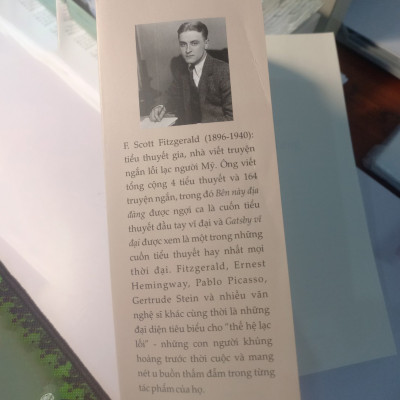 F. Scott Fitzgerald (1896-1940):
tiểu thuyết gia, nhà viết truyện
ngắn lỗi lạc người Mỹ. Ông viết
tổng cộng 4 tiểu thuyết và 164
truyện ngắn, trong đó Bên này địa
đàng được ngợi ca là cuốn tiểu
thuyết đầu tay vĩ đại và Gatsby vĩ
đại được xem là một trong những
cuốn tiểu thuyết hay nhất mọi
thời đại. Fitzgerald, Ernest
Hemingway, Pablo Picasso,
Gertrude Stein và nhiều văn
nghệ sĩ khác cùng thời là những
đại diện tiêu biểu cho "thế hệ lạc
lối" - những con người khủng
hoảng trước thời cuộc và mang
nét u buồn thẫm đẫm trong từng
tác phẩm của họ.